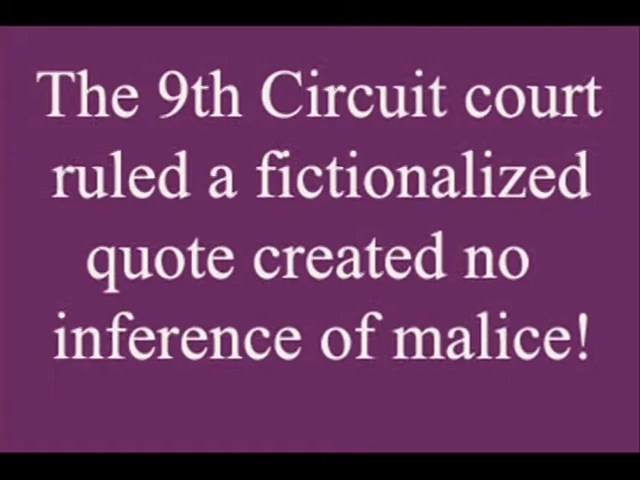 The 9th Circuit court
ruled a fictionalized
quote created no
inference of malice!